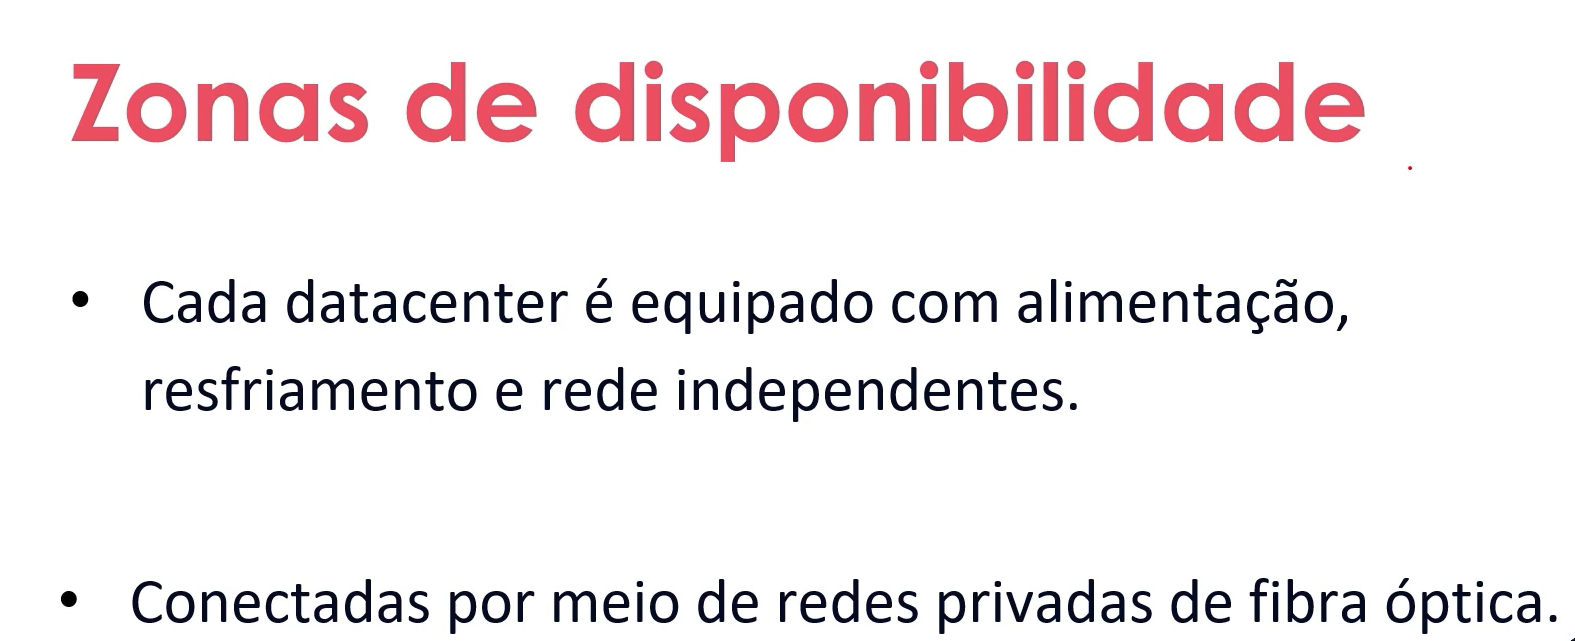 Zonas de disponibilidade
• Cada datacenter é equipado com alimentação,
resfriamento e rede independentes.
• Conectadas por meio de redes privadas de fibra óptica.